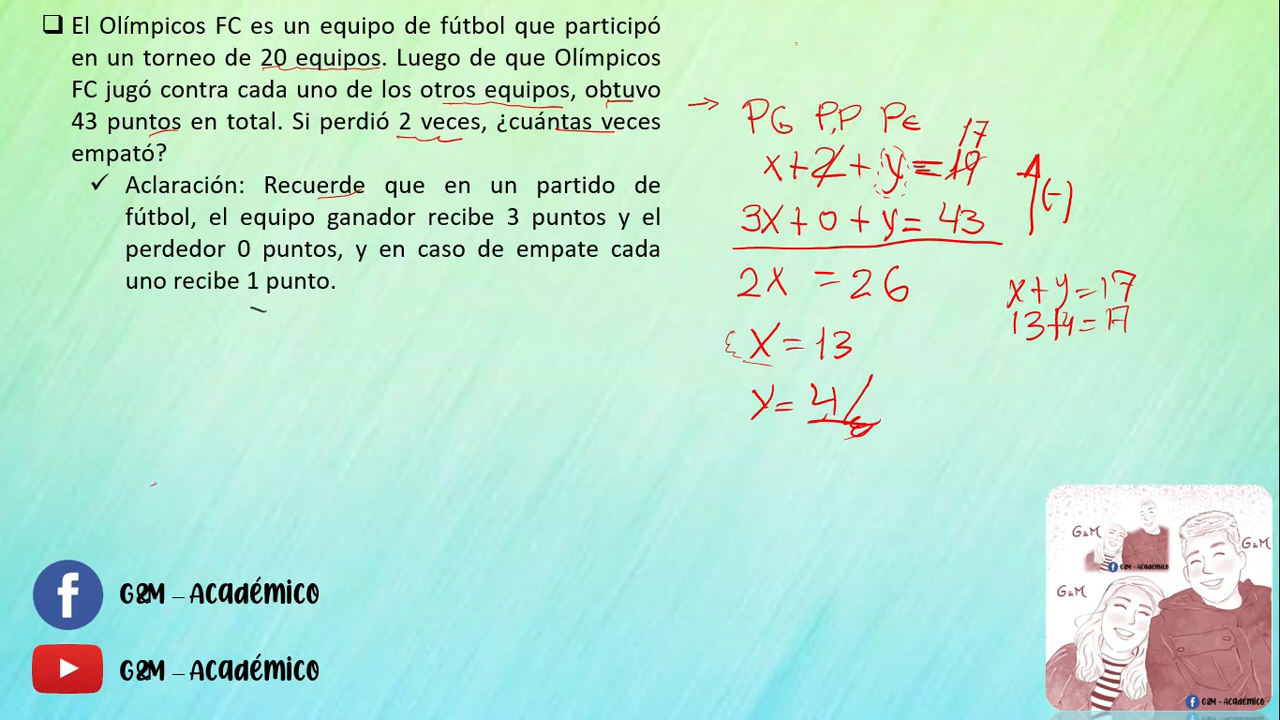 El Olímpicos FC es un equipo de fútbol que participó
en un torneo de 20 equipos. Luego de que Olímpicos
FC jugó contra cada uno de los otros equipos, obtuvo
43 puntos en total. Si perdió 2 veces, ¿cuántas veces
empató?
Aclaración: Recuerde que en un partido de
fútbol, el equipo ganador recibe 3 puntos y el
perdedor 0 puntos, y en caso de empate cada
uno recibe 1 punto.
→ PG P.P PE
17
x+2+y=19
3x+0+y=43
(-)
2x = 26
x = 13
y = 4
x+y=17
13+4=17
G&M – Académico
G&M – Académico
G&M
G&M
G&M - Académico
G&M
G&M - Académico